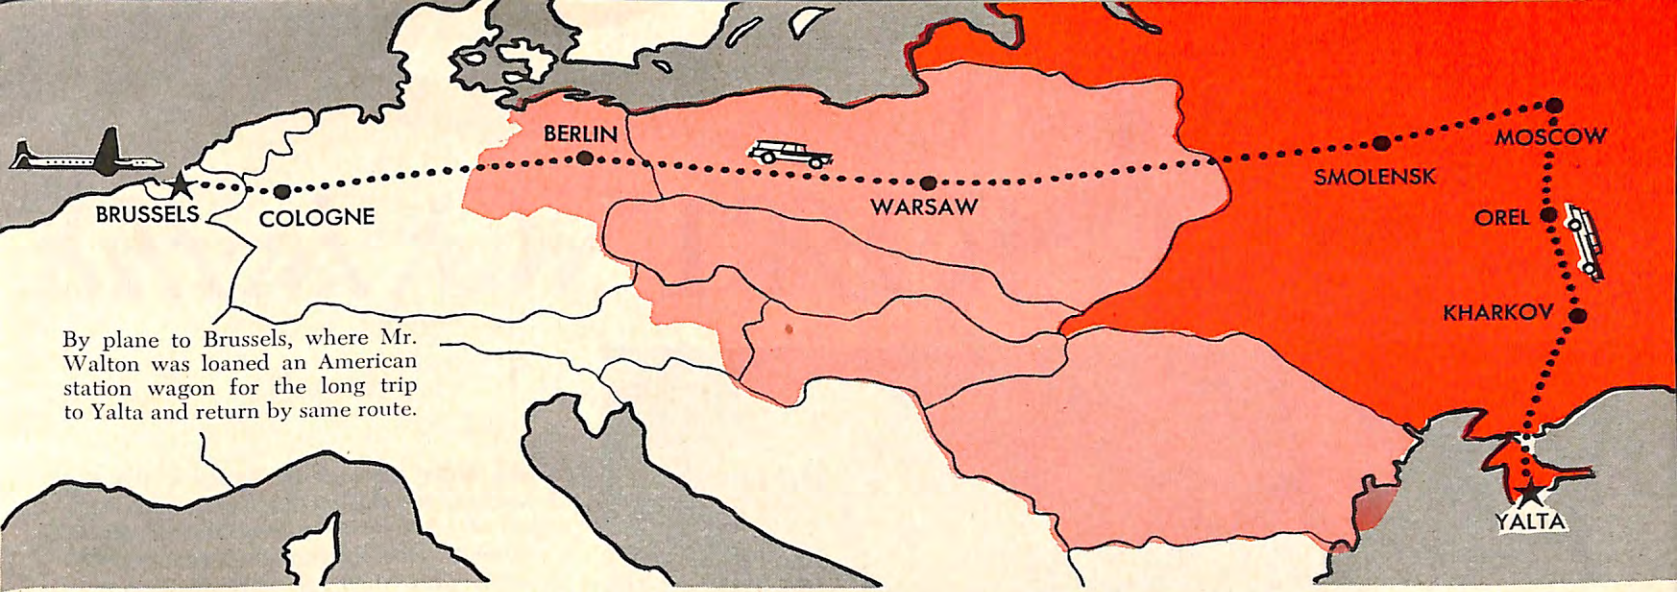 BERLIN
MOSCOW
SMOLENSK
BRUSSELS
COLOGNE
WARSAW
OREL
KHARKOV
By plane to Brussels, where Mr.
Walton was loaned an American
station wagon for the long trip
to Yalta and return by same route.
YALTA